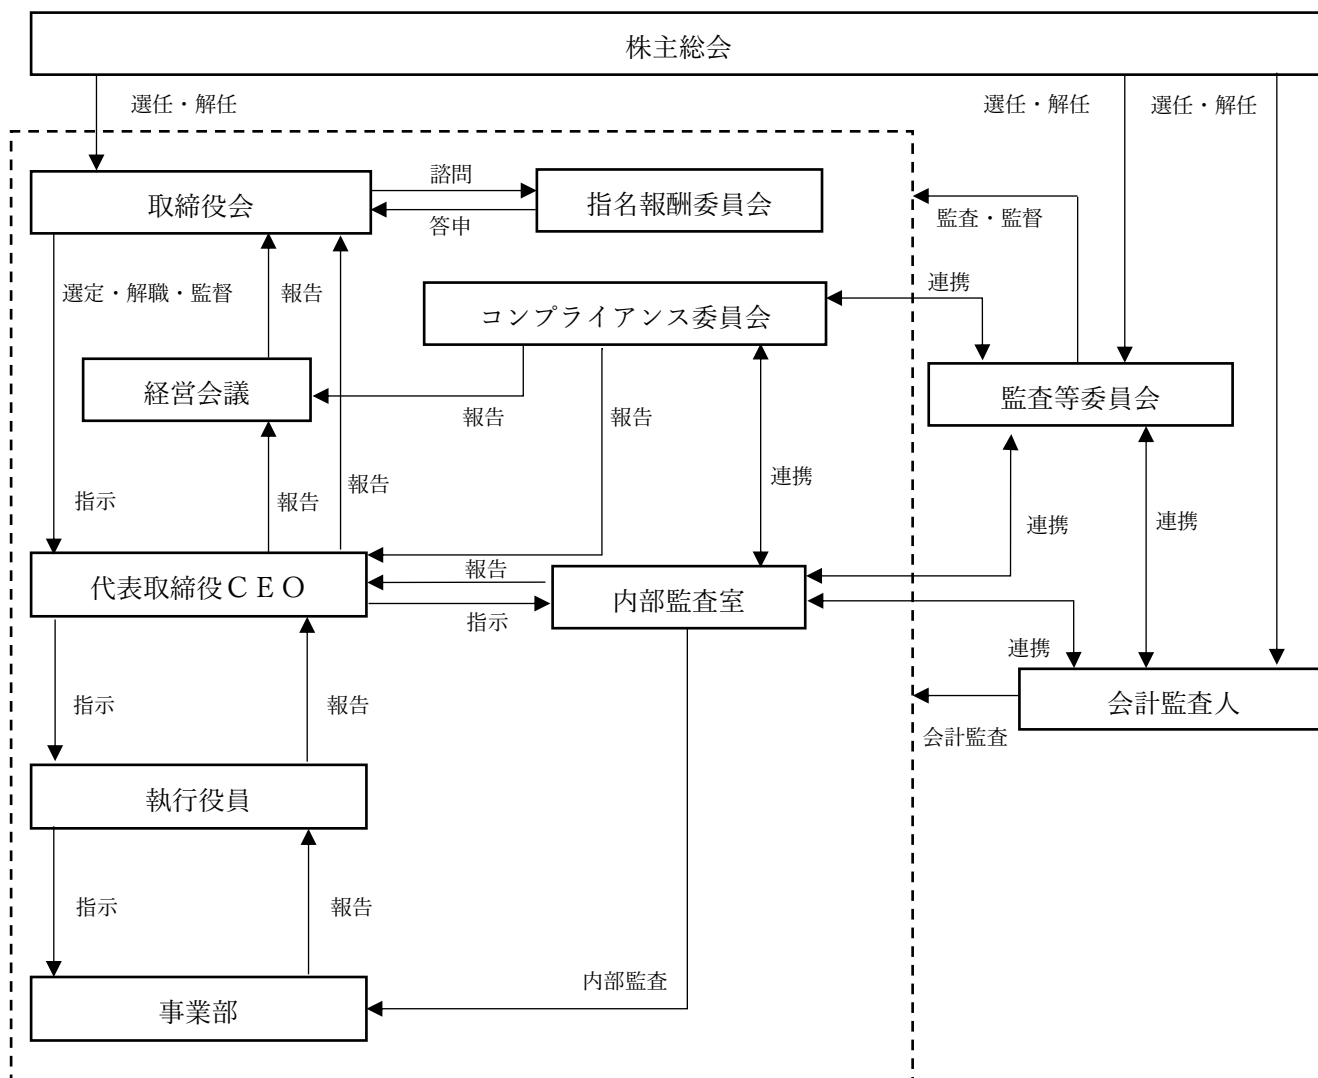 株主総会
選任・解任
選任・解任
選任・解任
取締役会
諮問
答申
指名報酬委員会
監査・監督
選定・解職・監督
報告
コンプライアンス委員会
連携
経営会議
報告
報告
監査等委員会
指示
報告
報告
連携
連携
連携
代表取締役CEO
報告
指示
内部監査室
連携
指示
報告
会計監査人
会計監査
執行役員
指示
報告
内部監査
事業部